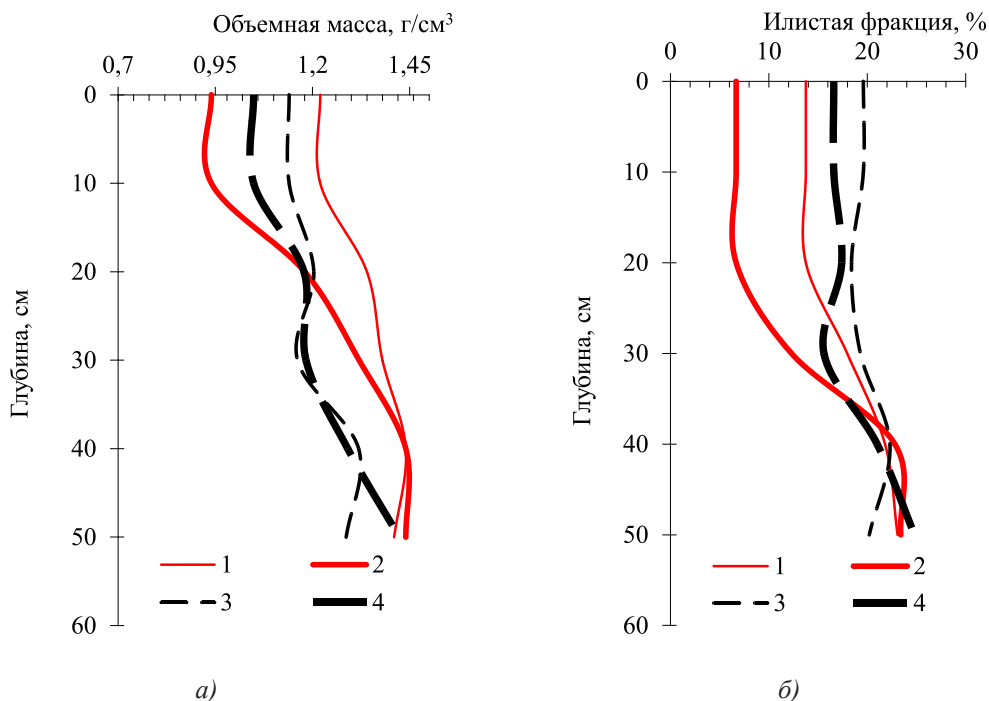 Объемная масса, г/см³
0,7 0,95 1,2 1,45
0
10
20
30
40
50
60
Глубина, см
1 2
3 4
а)
Илистая фракция, %
0 10 20 30
0
10
20
30
40
50
60
Глубина, см
1 2
3 4
б)